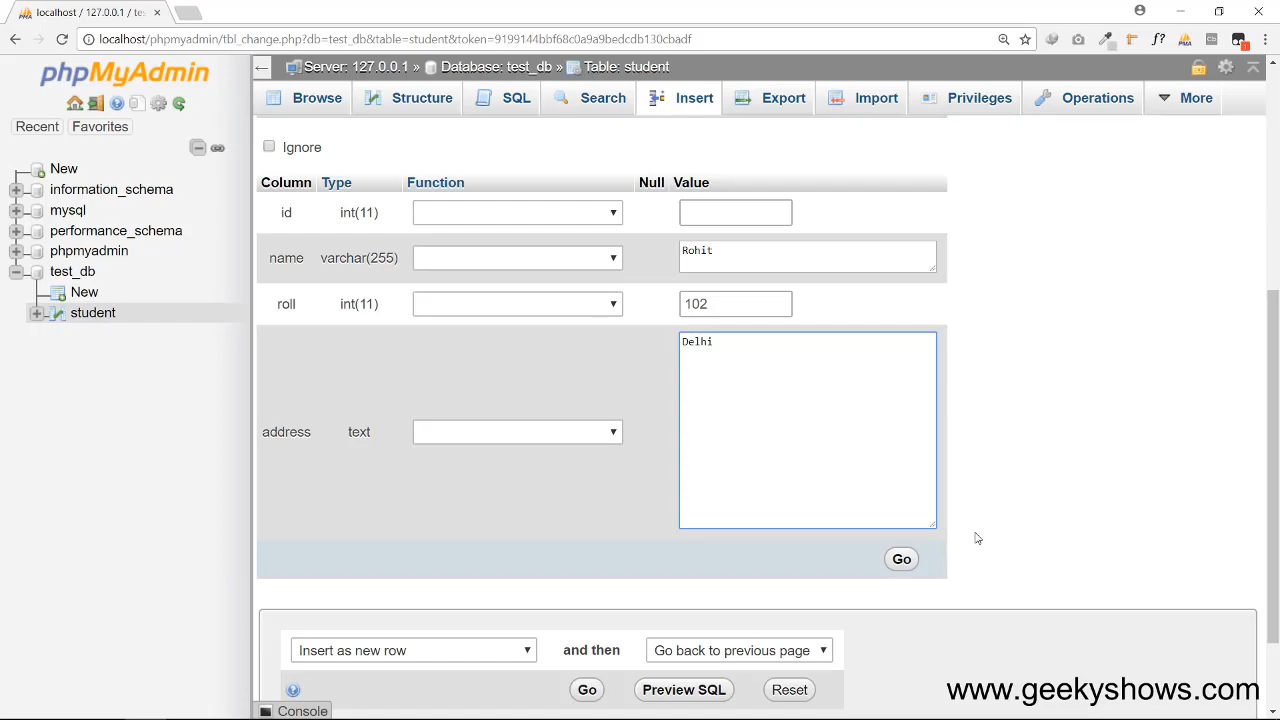 localhost / 127.0.0.1 / tes
localhost/phpmyadmin/tbl_change.php?db=test_db&table=student&token=9199144bbf68c0a9a9bedcdb130cbadf
phpMyAdmin
Server: 127.0.0.1 » Database: test_db » Table: student
Browse Structure SQL Search Insert Export Import Privileges Operations More
Recent Favorites
New
information_schema
mysql
performance_schema
phpmyadmin
test_db
New
student
Ignore
Column Type Function Null Value
id int(11)
name varchar(255) Rohit
roll int(11) 102
address text Delhi
Go
Insert as new row and then Go back to previous page
Go Preview SQL Reset
Console
www.geekyshows.com